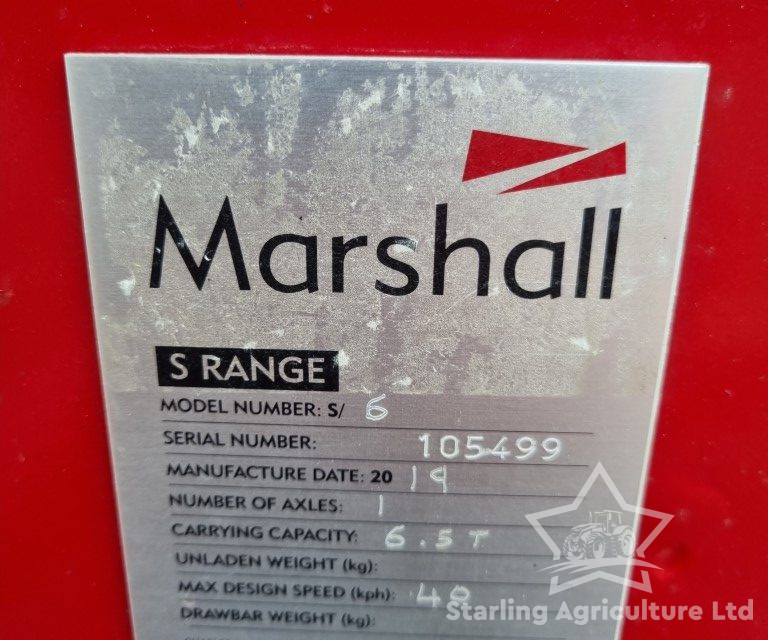 Marshall
S RANGE
MODEL NUMBER: S/ 6
SERIAL NUMBER: 105499
MANUFACTURE DATE: 20 19
NUMBER OF AXLES: 1
CARRYING CAPACITY: 6.5T
UNLADEN WEIGHT (kg):
MAX DESIGN SPEED (kph): 40
DRAWBAR WEIGHT (kg):
Starling Agriculture Ltd